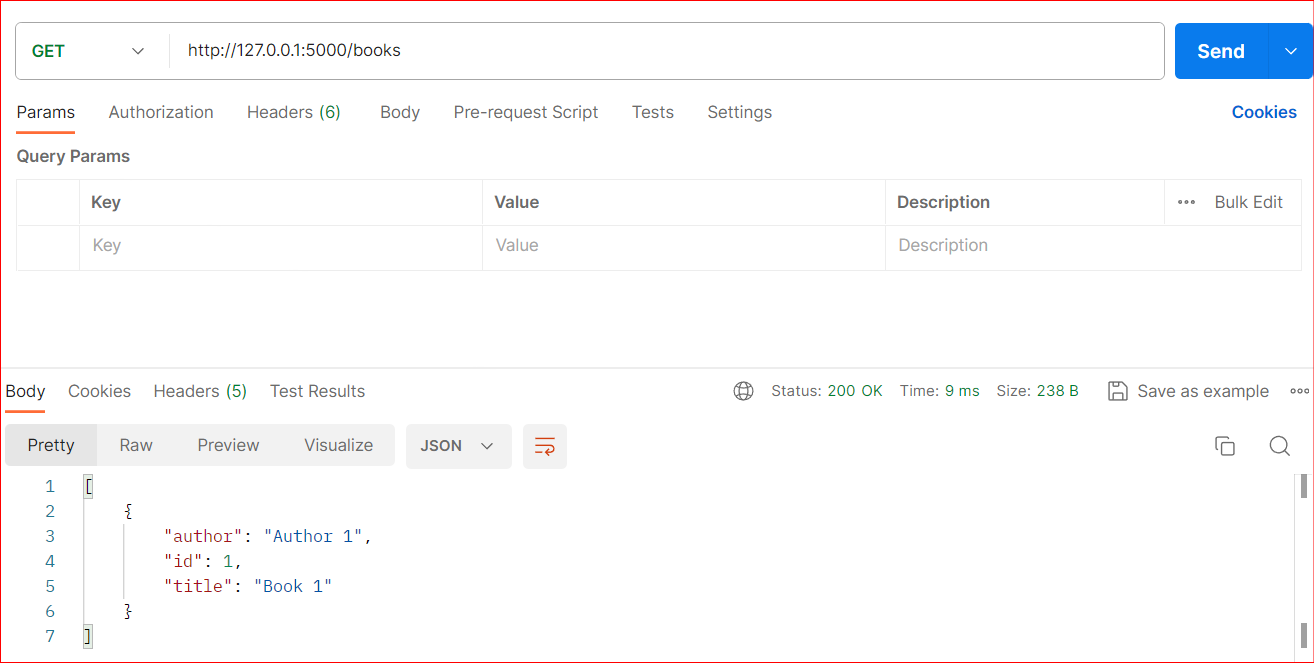 GET http://127.0.0.1:5000/books Send
Params Authorization Headers (6) Body Pre-request Script Tests Settings Cookies
Query Params
Key Value Description Bulk Edit
Key Value Description
Body Cookies Headers (5) Test Results Status: 200 OK Time: 9 ms Size: 238 B Save as example
Pretty Raw Preview Visualize JSON
1 [
2 {
3 "author": "Author 1",
4 "id": 1,
5 "title": "Book 1"
6 }
7 ]